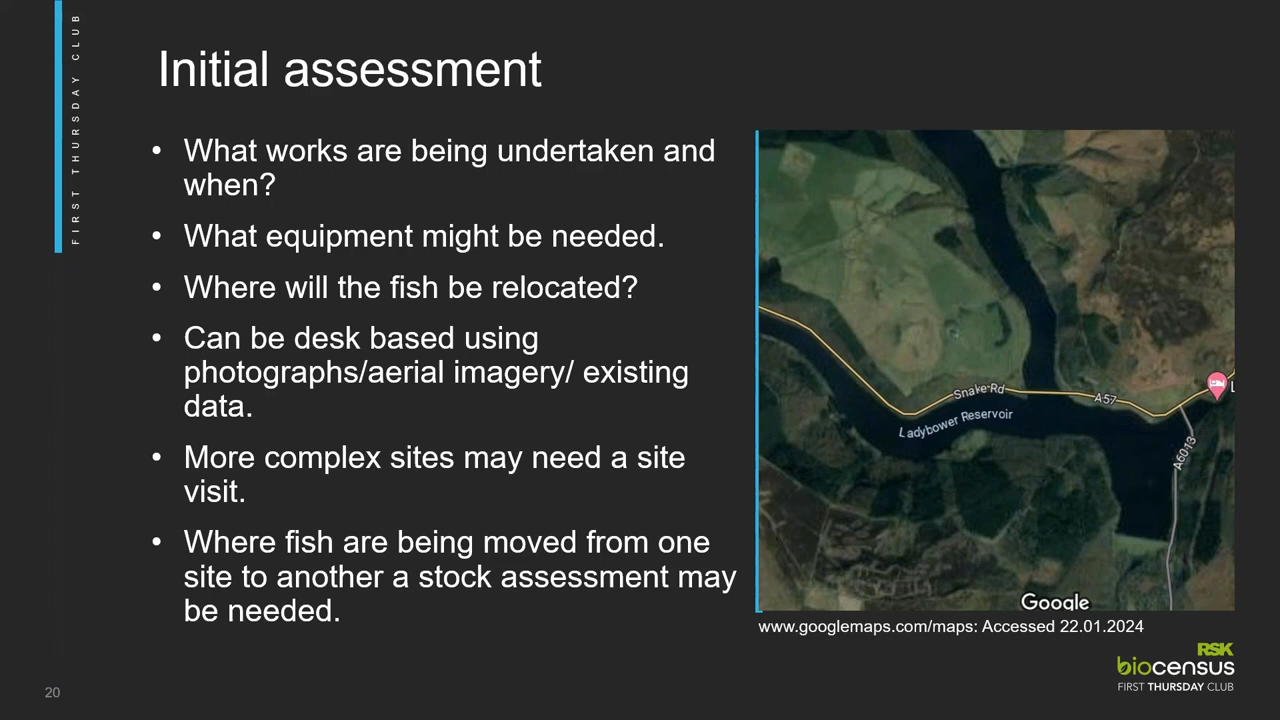 FIRST THURSDAY CLUB
Initial assessment
• What works are being undertaken and
when?
• What equipment might be needed.
• Where will the fish be relocated?
• Can be desk based using
photographs/aerial imagery/ existing
data.
• More complex sites may need a site
visit.
• Where fish are being moved from one
site to another a stock assessment may
be needed.
Snake Rd
A57
L
Ladybower Reservoir
A6013
Google
www.googlemaps.com/maps: Accessed 22.01.2024
RSK
biocensus
FIRST THURSDAY CLUB
20